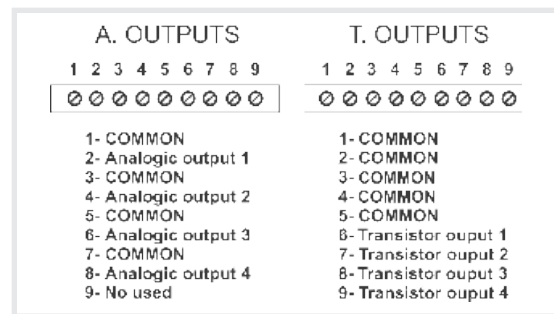 A. OUTPUTS
1 2 3 4 5 6 7 8 9
1- COMMON
2- Analogic output 1
3- COMMON
4- Analogic output 2
5- COMMON
6- Analogic output 3
7- COMMON
8- Analogic output 4
9- No used
T. OUTPUTS
1 2 3 4 5 6 7 8 9
1- COMMON
2- COMMON
3- COMMON
4- COMMON
5- COMMON
6- Transistor ouput 1
7- Transistor ouput 2
8- Transistor ouput 3
9- Transistor ouput 4